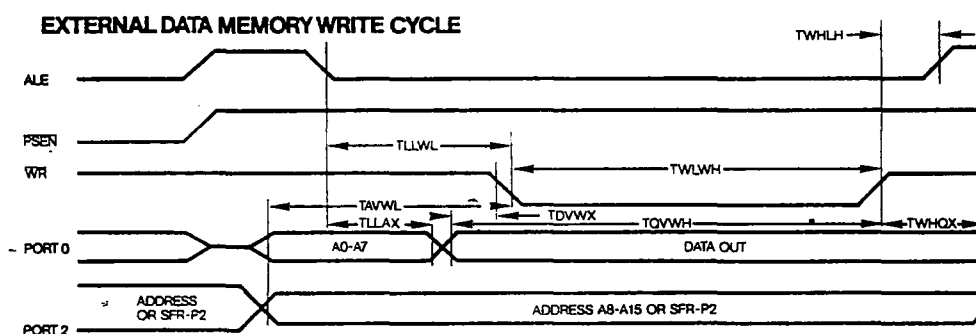 EXTERNAL DATA MEMORY WRITE CYCLE
TWHLH
ALE
PSEN
TLLWL
WR
TWLWH
TAVWL
TDVWX
TLLAX
TQVWH
TWHQX
PORT 0
A0-A7
DATA OUT
ADDRESS
OR SFR-P2
ADDRESS A8-A15 OR SFR-P2
PORT 2